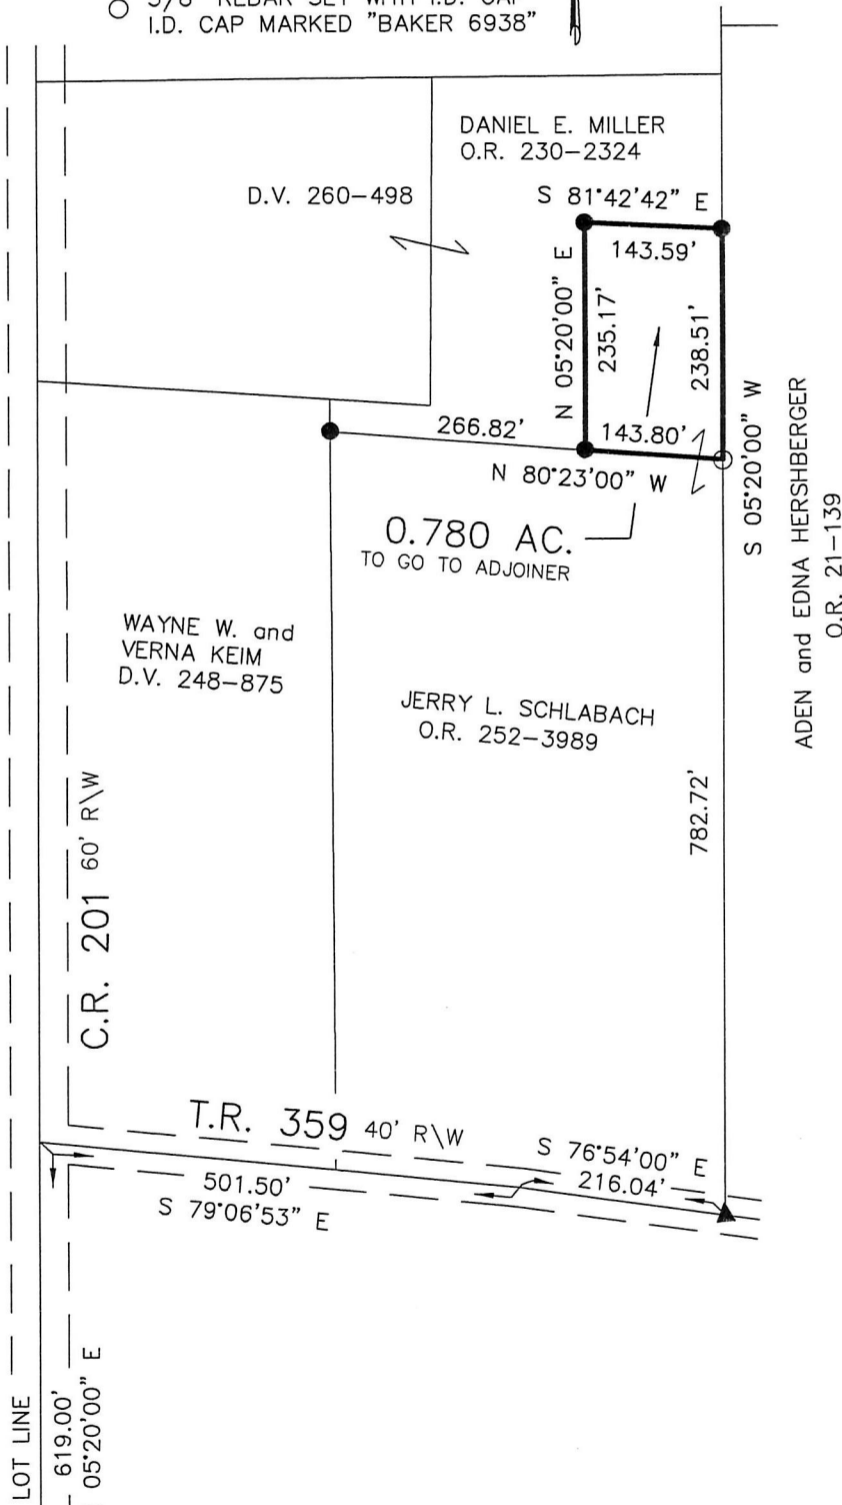 I.D. CAP MARKED "BAKER 6938"
DANIEL E. MILLER
O.R. 230-2324
D.V. 260-498
S 81°42'42" E
143.59'
N 05°20'00" E
235.17'
238.51'
S 05°20'00" W
266.82'
143.80'
N 80°23'00" W
0.780 AC.
TO GO TO ADJOINER
ADEN and EDNA HERSHBERGER
O.R. 21-139
WAYNE W. and
VERNA KEIM
D.V. 248-875
JERRY L. SCHLABACH
O.R. 252-3989
782.72'
C.R. 201 60' R\W
T.R. 359 40' R\W
S 76°54'00" E
216.04'
501.50'
S 79°06'53" E
LOT LINE
619.00'
05°20'00" E